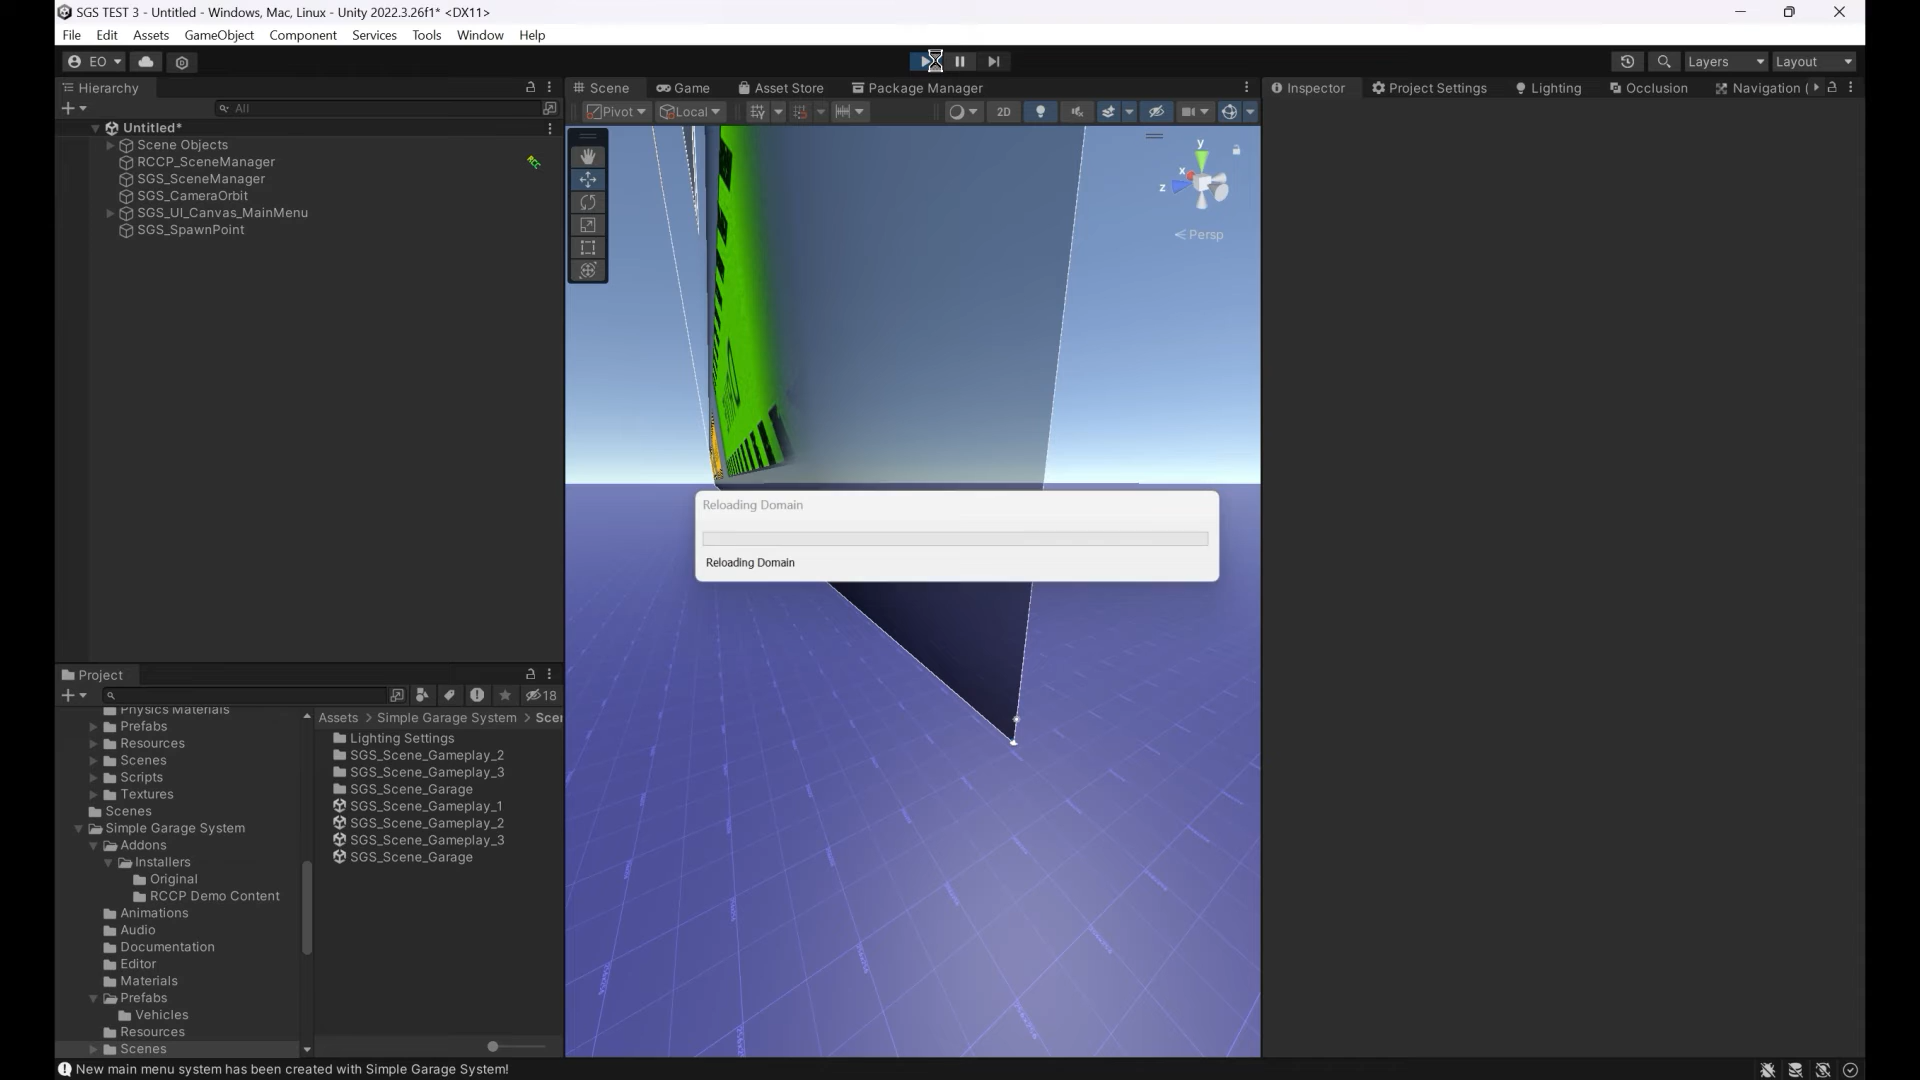 SGS TEST 3 - Untitled - Windows, Mac, Linux - Unity 2022.3.26f1* <DX11>
File Edit Assets GameObject Component Services Tools Window Help
EO
Layers Layout
Hierarchy
All
Untitled*
Scene Objects
RCCP_SceneManager
SGS_SceneManager
SGS_CameraOrbit
SGS_UI_Canvas_MainMenu
SGS_SpawnPoint
Scene Game Asset Store Package Manager
Pivot Local 2D
y
x
z
Persp
Reloading Domain
Reloading Domain
Inspector Project Settings Lighting Occlusion Navigation (
Project
18
Physics Materials
Prefabs
Resources
Scenes
Scripts
Textures
Scenes
Simple Garage System
Addons
Installers
Original
RCCP Demo Content
Animations
Audio
Documentation
Editor
Materials
Prefabs
Vehicles
Resources
Scenes
Assets > Simple Garage System > Scen
Lighting Settings
SGS_Scene_Gameplay_2
SGS_Scene_Gameplay_3
SGS_Scene_Garage
SGS_Scene_Gameplay_1
SGS_Scene_Gameplay_2
SGS_Scene_Gameplay_3
SGS_Scene_Garage
New main menu system has been created with Simple Garage System!